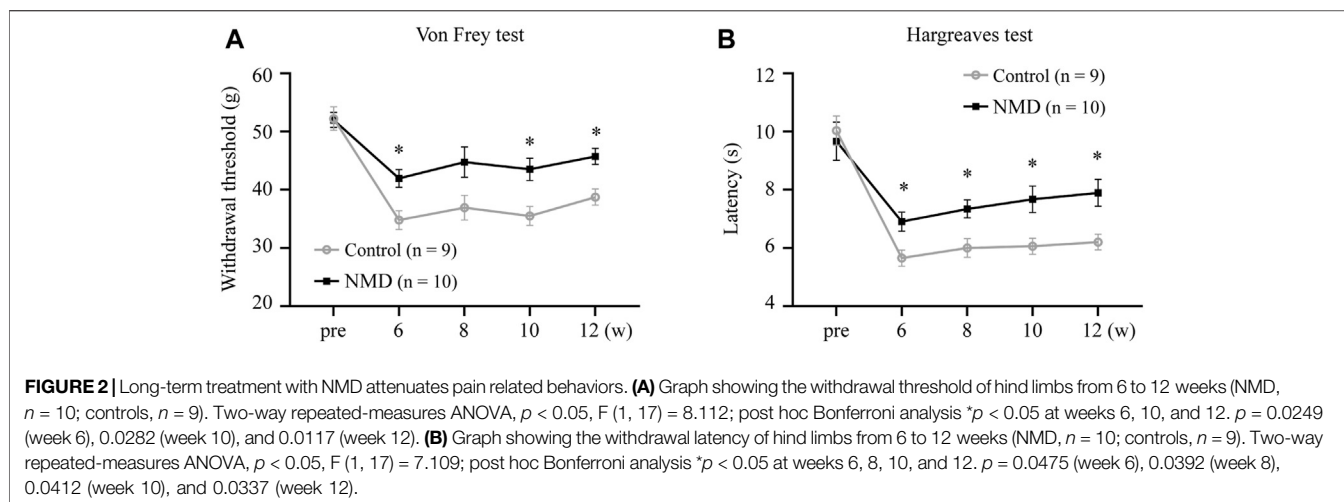 A
Von Frey test
Withdrawal threshold (g)
60
50
40
30
20
Control (n = 9)
NMD (n = 10)
*
*
*
pre
6
8
10
12 (w)
B
Hargreaves test
Latency (s)
12
10
8
6
4
Control (n = 9)
NMD (n = 10)
*
*
*
*
pre
6
8
10
12 (w)
FIGURE 2 | Long-term treatment with NMD attenuates pain related behaviors. (A) Graph showing the withdrawal threshold of hind limbs from 6 to 12 weeks (NMD,
n = 10; controls, n = 9). Two-way repeated-measures ANOVA, p < 0.05, F (1, 17) = 8.112; post hoc Bonferroni analysis *p < 0.05 at weeks 6, 10, and 12. p = 0.0249
(week 6), 0.0282 (week 10), and 0.0117 (week 12). (B) Graph showing the withdrawal latency of hind limbs from 6 to 12 weeks (NMD, n = 10; controls, n = 9). Two-way
repeated-measures ANOVA, p < 0.05, F (1, 17) = 7.109; post hoc Bonferroni analysis *p < 0.05 at weeks 6, 8, 10, and 12. p = 0.0475 (week 6), 0.0392 (week 8),
0.0412 (week 10), and 0.0337 (week 12).